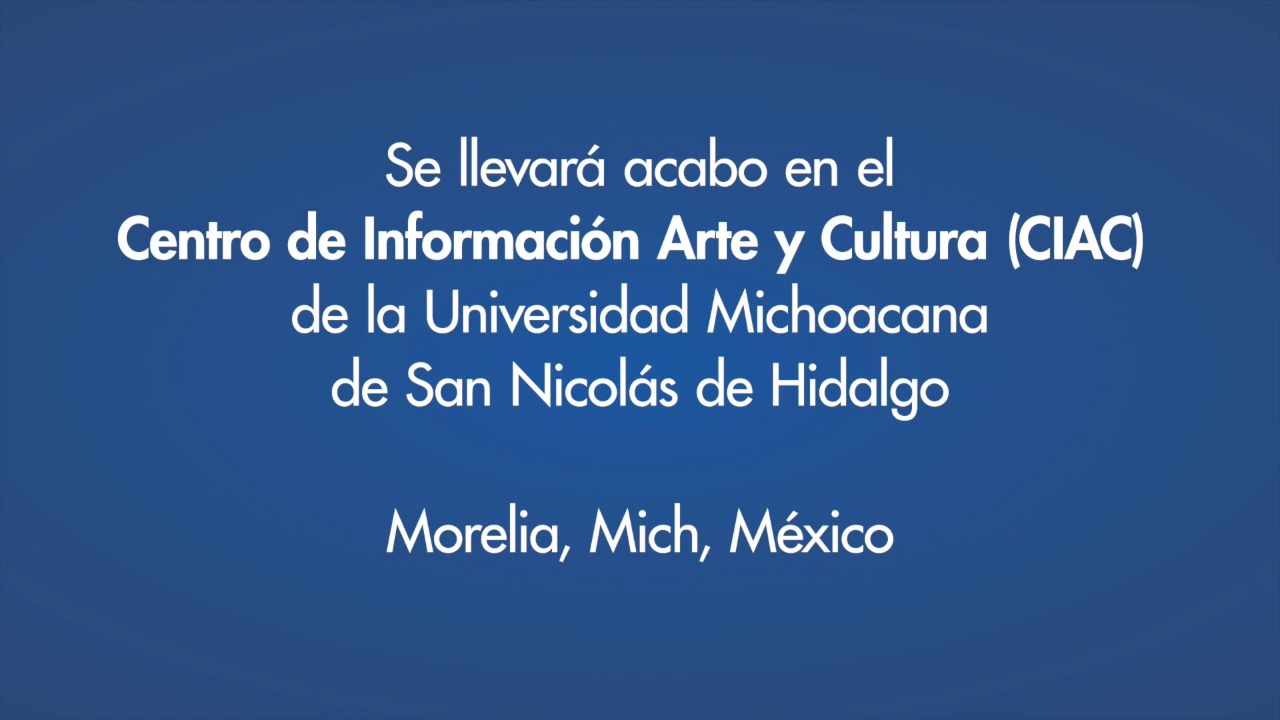 Se llevará acabo en el
Centro de Información Arte y Cultura (CIAC)
de la Universidad Michoacana
de San Nicolás de Hidalgo
Morelia, Mich, México